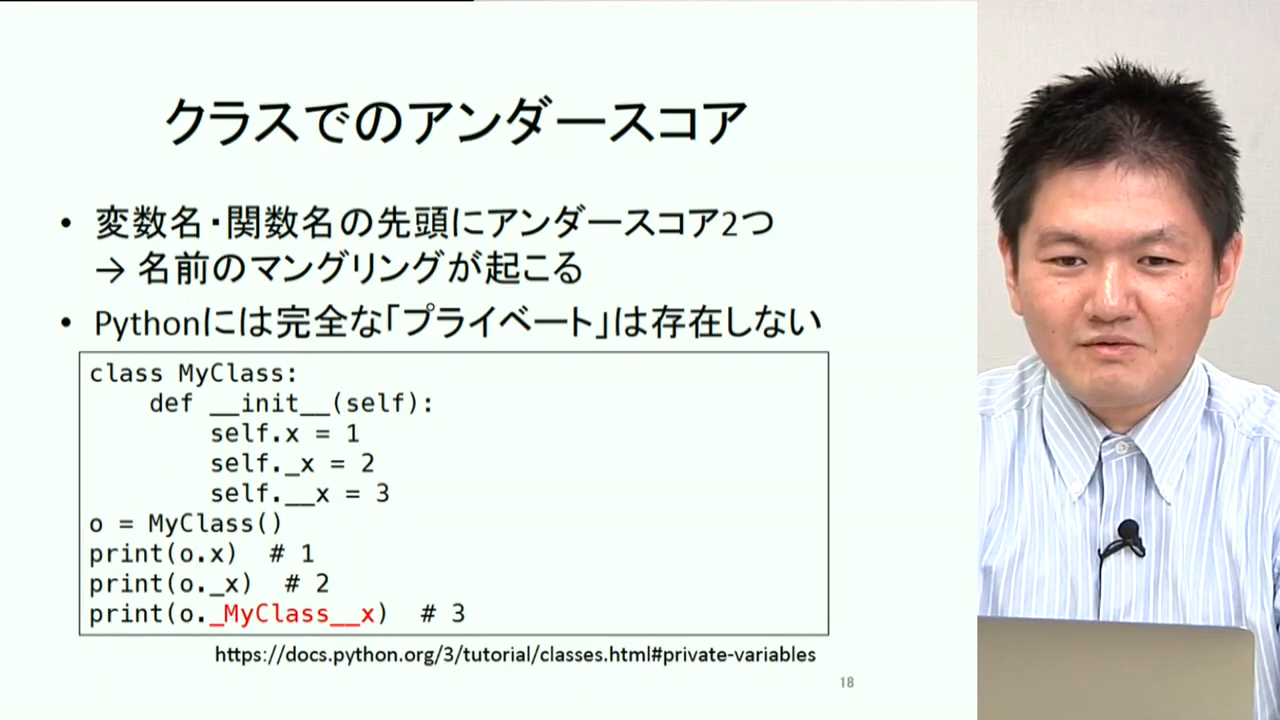 クラスでのアンダースコア
• 変数名・関数名の先頭にアンダースコア2つ
→ 名前のマングリングが起こる
• Pythonには完全な「プライベート」は存在しない
class MyClass:
    def __init__(self):
        self.x = 1
        self._x = 2
        self.__x = 3
o = MyClass()
print(o.x)  # 1
print(o._x)  # 2
print(o._MyClass__x)  # 3
https://docs.python.org/3/tutorial/classes.html#private-variables
18